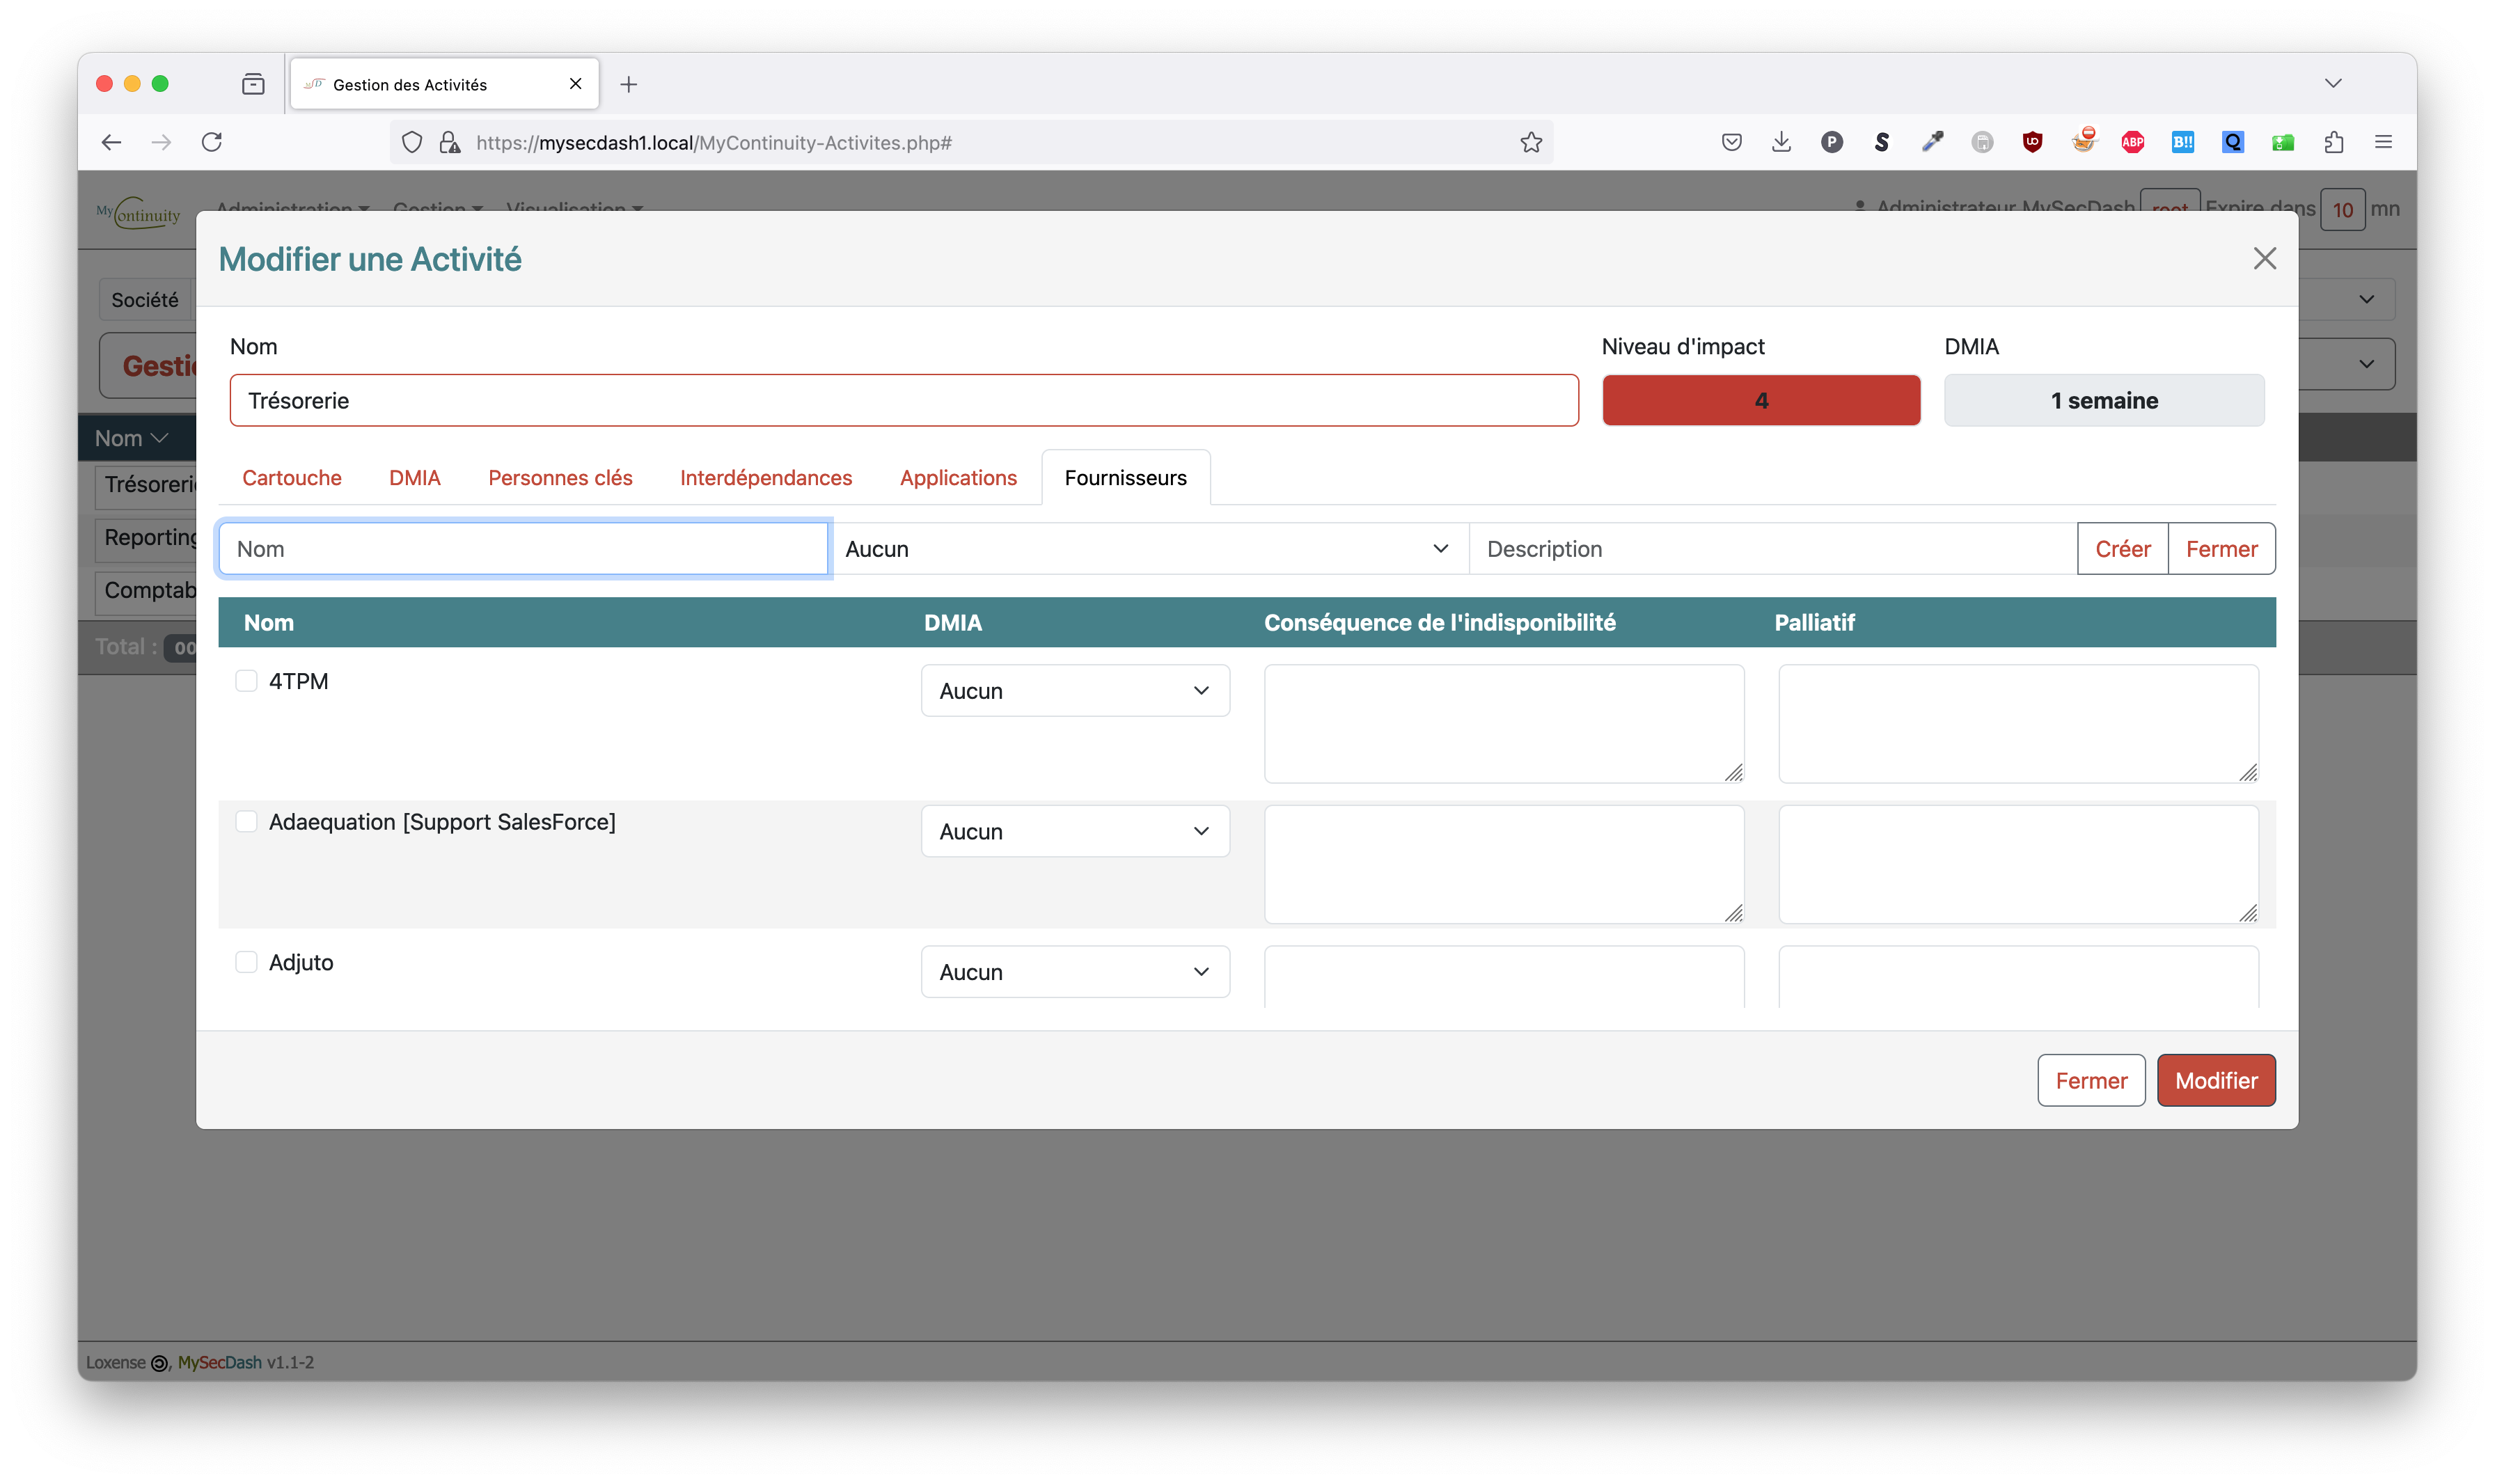 Gestion des Activités
https://mysecdash1.local/MyContinuity-Activites.php#
MyContinuity Administration Gestion Visualisation Administrateur MySecDash root Expire dans 10 mn
Modifier une Activité
Société
Nom Niveau d'impact DMIA
Trésorerie 4 1 semaine
Nom
Cartouche DMIA Personnes clés Interdépendances Applications Fournisseurs
Nom Aucun Description Créer Fermer
Reporting
Nom DMIA Conséquence de l'indisponibilité Palliatif
Total : 00
4TPM Aucun
Adaequation [Support SalesForce] Aucun
Adjuto Aucun
Fermer Modifier
Loxense, MySecDash v1.1-2